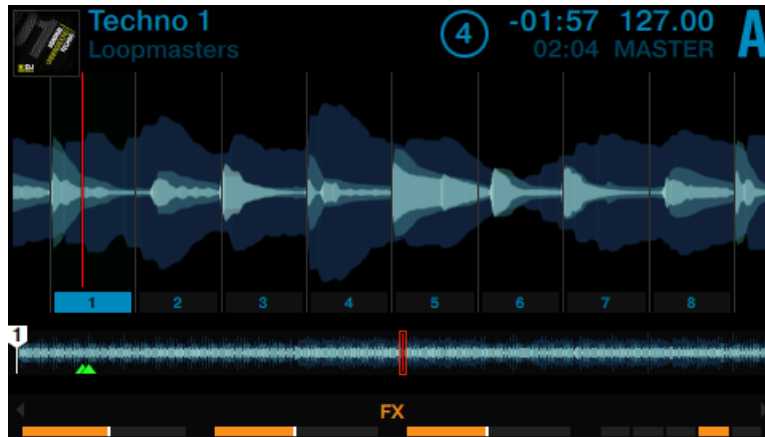 Techno 1
Loopmasters
4
-01:57 127.00
02:04 MASTER
A
1 2 3 4 5 6 7 8
1
FX